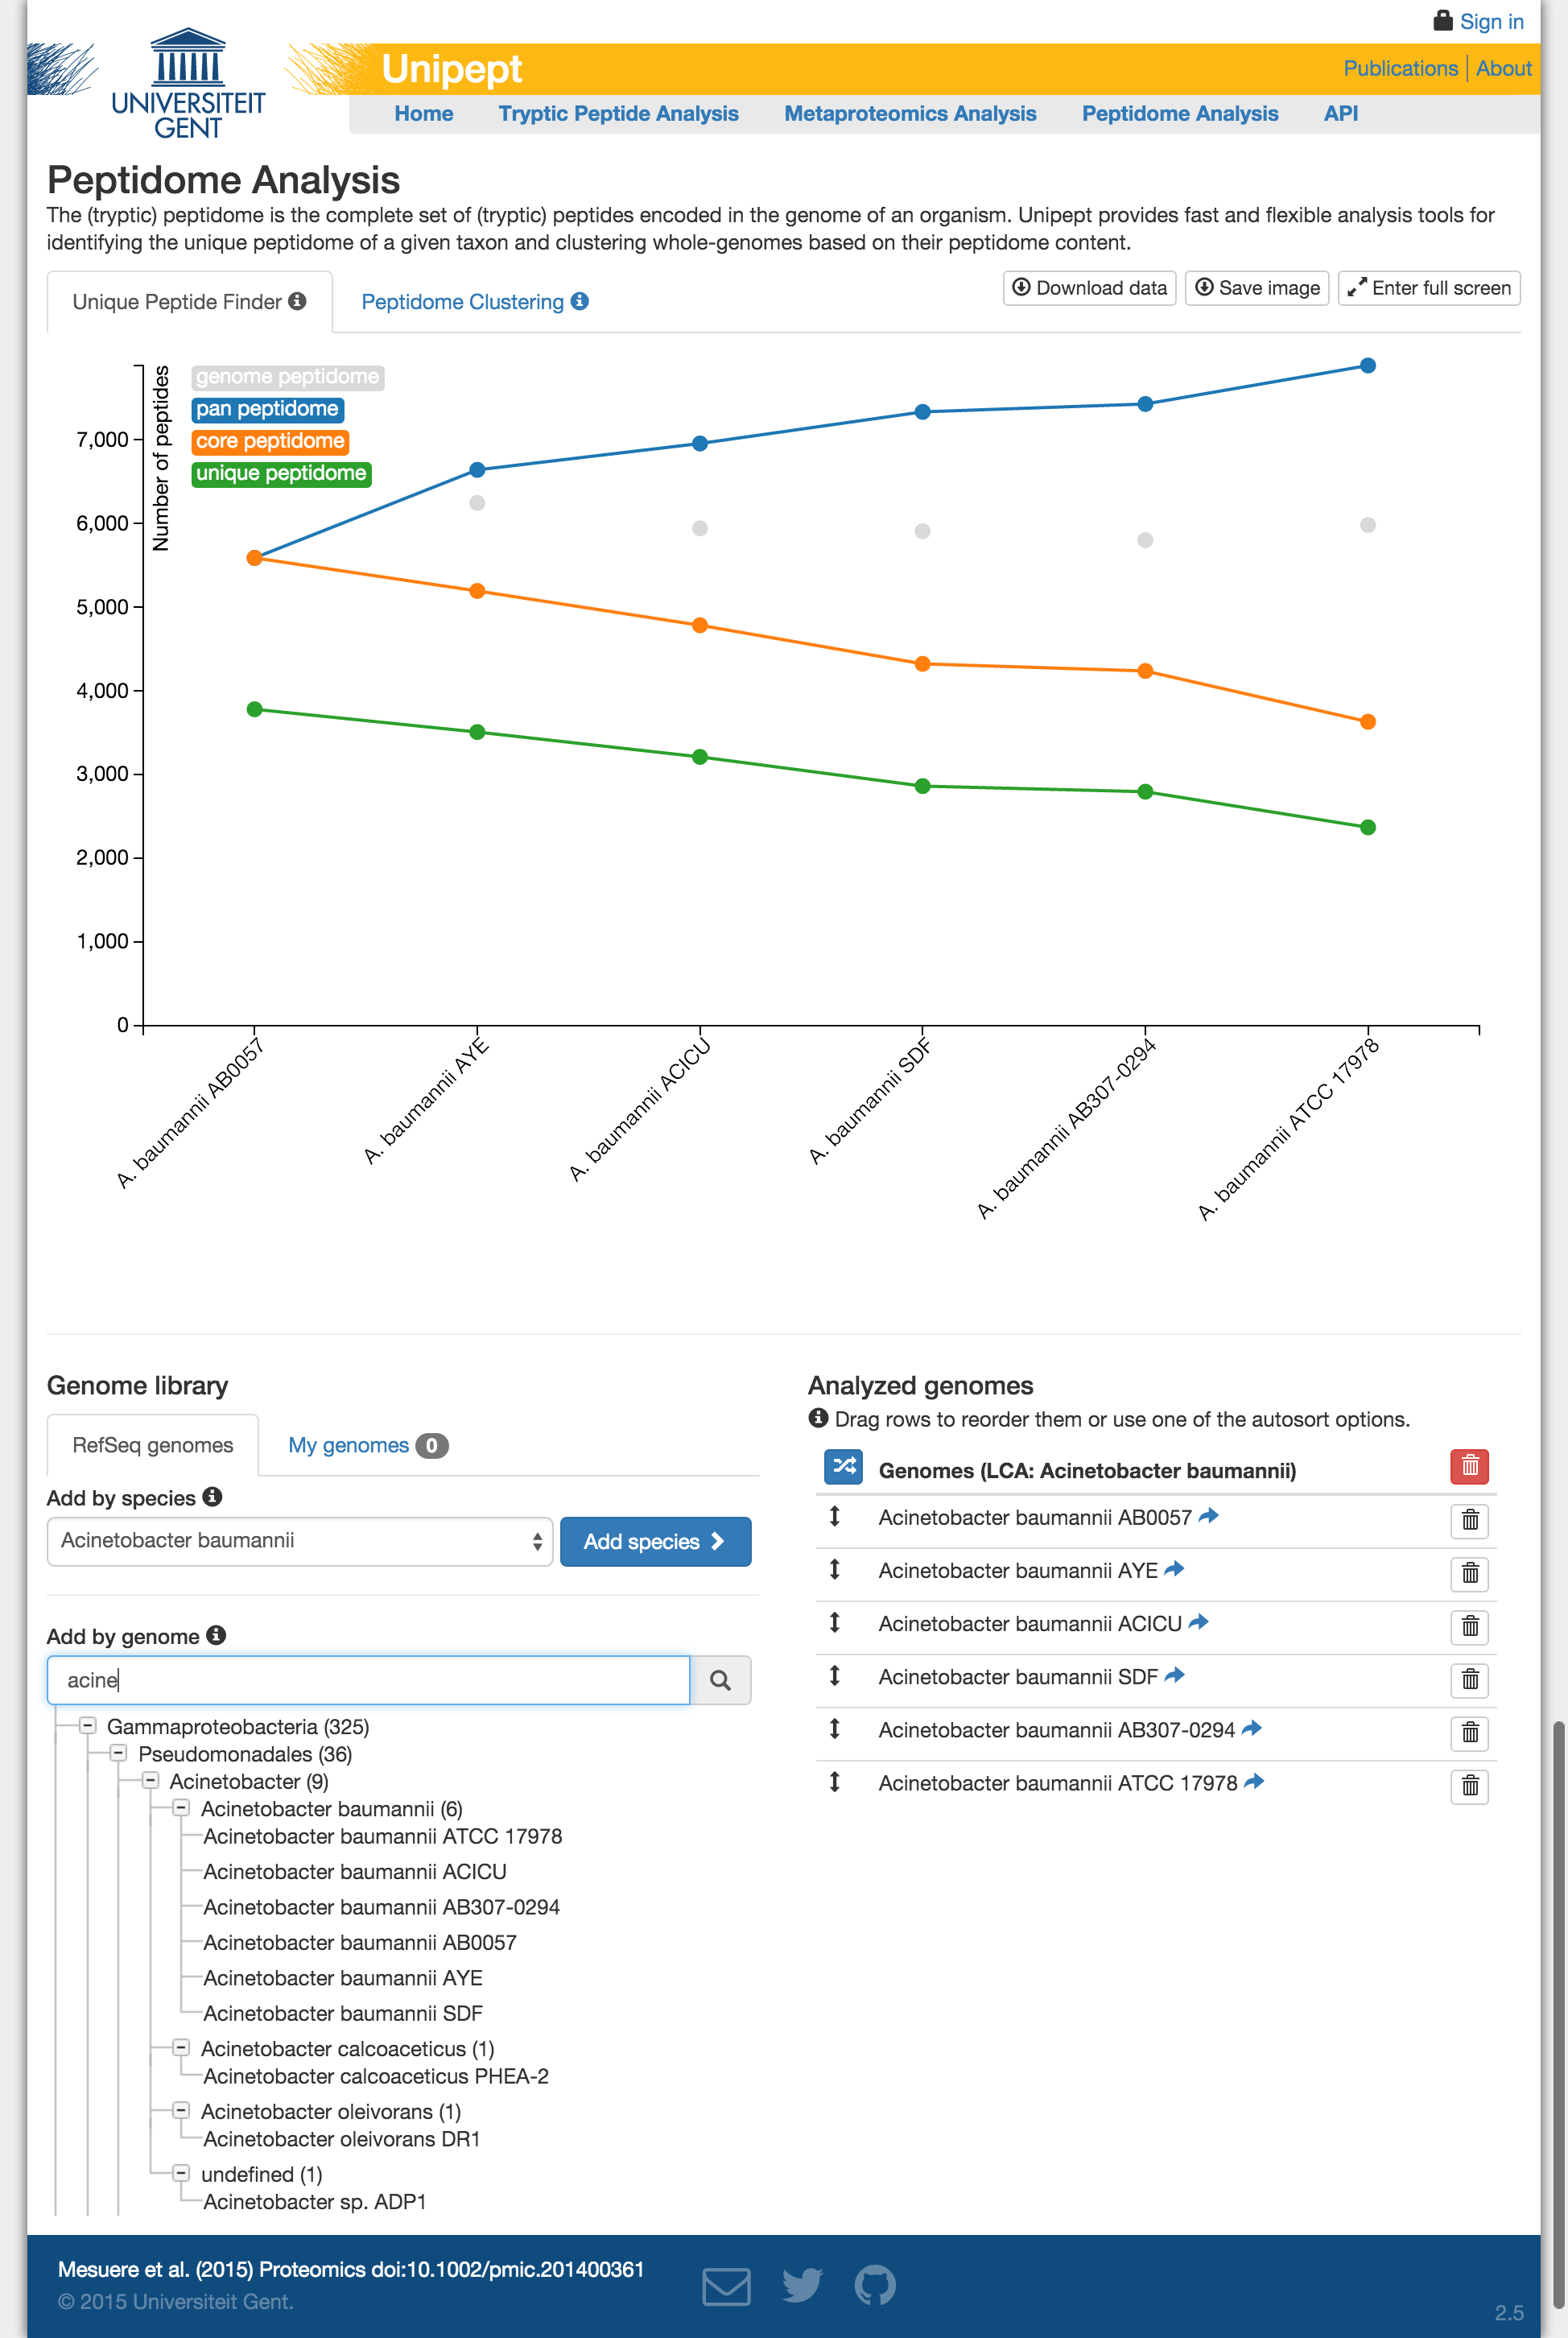 Sign in
UNIVERSITEIT
GENT
Unipept
Publications About
Home Tryptic Peptide Analysis Metaproteomics Analysis Peptidome Analysis API
Peptidome Analysis
The (tryptic) peptidome is the complete set of (tryptic) peptides encoded in the genome of an organism. Unipept provides fast and flexible analysis tools for
identifying the unique peptidome of a given taxon and clustering whole-genomes based on their peptidome content.
Unique Peptide Finder Peptidome Clustering Download data Save image Enter full screen
Number of peptides
genome peptidome
pan peptidome
core peptidome
unique peptidome
7,000
6,000
5,000
4,000
3,000
2,000
1,000
0
A. baumannii AB0057
A. baumannii AYE
A. baumannii ACICU
A. baumannii SDF
A. baumannii AB307-0294
A. baumannii ATCC 17978
Genome library
RefSeq genomes My genomes 0
Add by species
Acinetobacter baumannii Add species
Add by genome
acine
Gammaproteobacteria (325)
Pseudomonadales (36)
Acinetobacter (9)
Acinetobacter baumannii (6)
Acinetobacter baumannii ATCC 17978
Acinetobacter baumannii ACICU
Acinetobacter baumannii AB307-0294
Acinetobacter baumannii AB0057
Acinetobacter baumannii AYE
Acinetobacter baumannii SDF
Acinetobacter calcoaceticus (1)
Acinetobacter calcoaceticus PHEA-2
Acinetobacter oleivorans (1)
Acinetobacter oleivorans DR1
undefined (1)
Acinetobacter sp. ADP1
Analyzed genomes
Drag rows to reorder them or use one of the autosort options.
Genomes (LCA: Acinetobacter baumannii)
Acinetobacter baumannii AB0057
Acinetobacter baumannii AYE
Acinetobacter baumannii ACICU
Acinetobacter baumannii SDF
Acinetobacter baumannii AB307-0294
Acinetobacter baumannii ATCC 17978
Mesuere et al. (2015) Proteomics doi:10.1002/pmic.201400361
© 2015 Universiteit Gent.
2.5